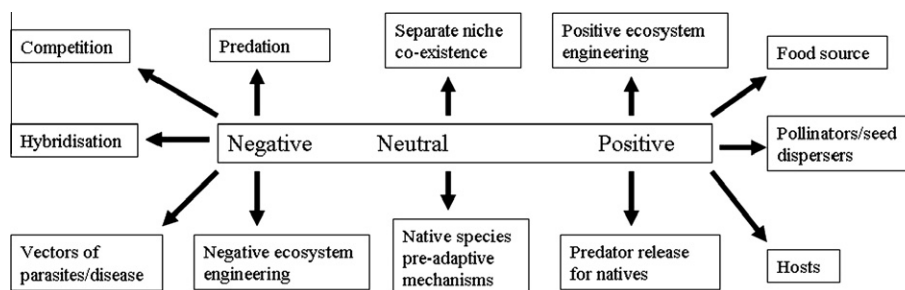 Competition
Predation
Separate niche
co-existence
Positive ecosystem
engineering
Food source
Hybridisation
Negative
Neutral
Positive
Pollinators/seed
dispersers
Vectors of
parasites/disease
Negative ecosystem
engineering
Native species
pre-adaptive
mechanisms
Predator release
for natives
Hosts